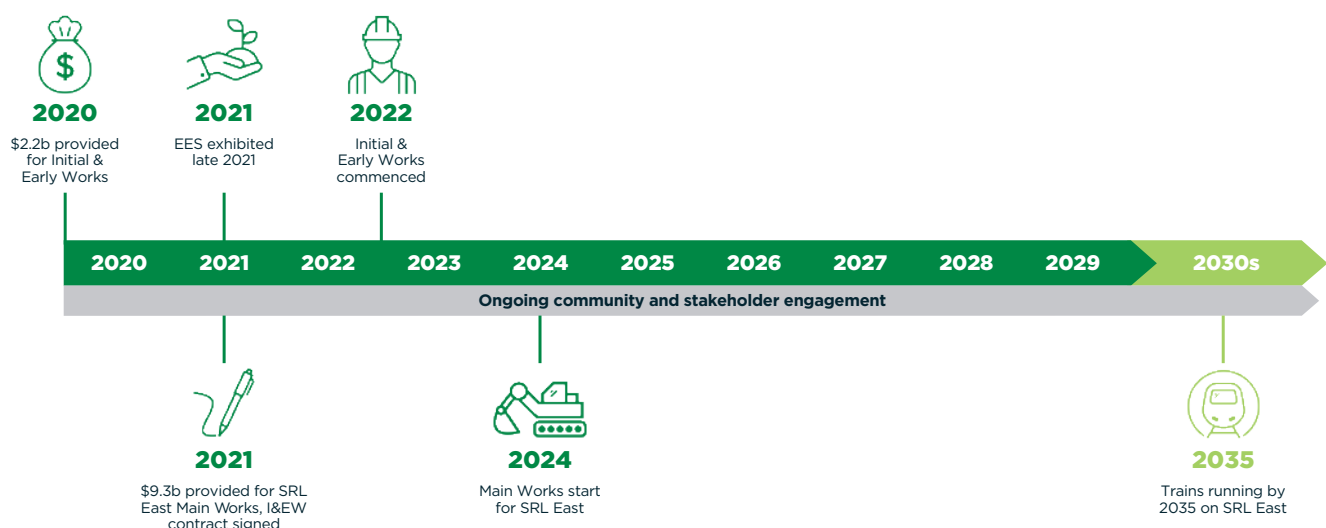 $
2020
$2.2b provided
for Initial &
Early Works
2021
EES exhibited
late 2021
2022
Initial &
Early Works
commenced
2020 2021 2022 2023 2024 2025 2026 2027 2028 2029 2030s
Ongoing community and stakeholder engagement
2021
$9.3b provided for SRL
East Main Works, I&EW
contract signed
2024
Main Works start
for SRL East
2035
Trains running by
2035 on SRL East